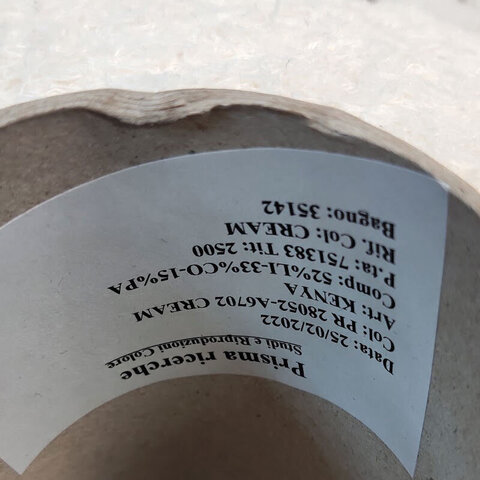 Prisma ricerche
Studi e Riproduzioni Colore
Data: 25/02/2022
Col: PR 28052-A6702 CREAM
Art: KENYA
Comp: 52%LI-33%CO-15%PA
P.ta: 751383 Tit: 2500
Rif. Col: CREAM
Bagno: 35142